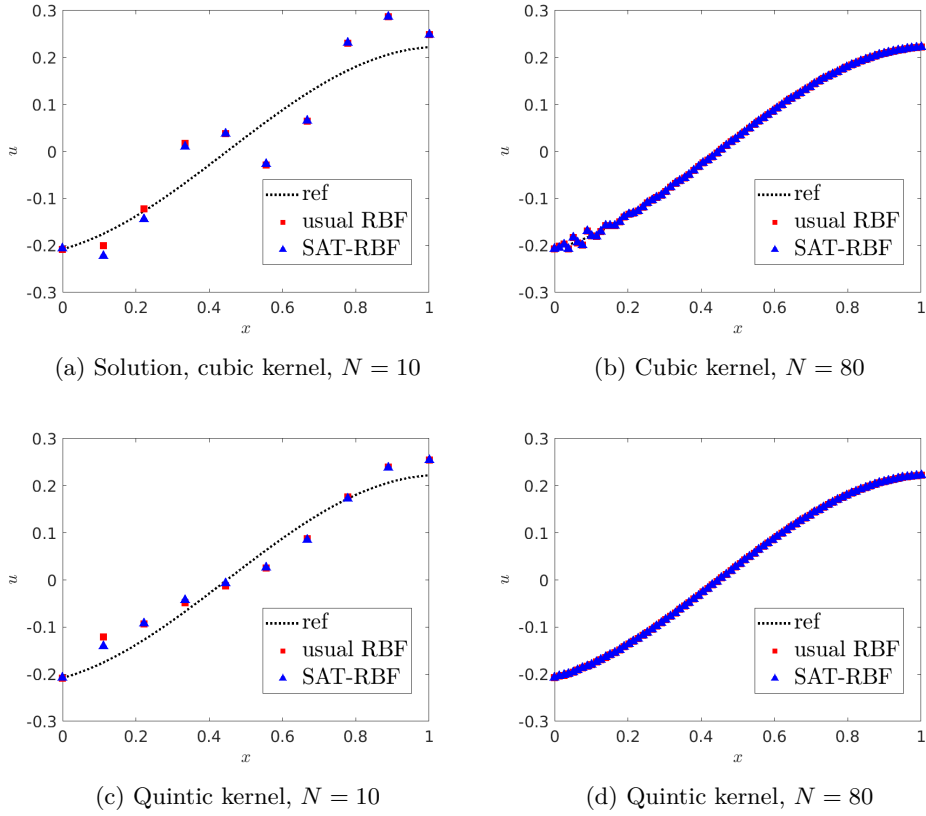 0.3
0.2
0.1
0
-0.1
-0.2
-0.3
u
0 0.2 0.4 0.6 0.8 1
x
ref
usual RBF
SAT-RBF
(a) Solution, cubic kernel, N = 10
0.3
0.2
0.1
0
-0.1
-0.2
-0.3
u
0 0.2 0.4 0.6 0.8 1
x
ref
usual RBF
SAT-RBF
(b) Cubic kernel, N = 80
0.3
0.2
0.1
0
-0.1
-0.2
-0.3
u
0 0.2 0.4 0.6 0.8 1
x
ref
usual RBF
SAT-RBF
(c) Quintic kernel, N = 10
0.3
0.2
0.1
0
-0.1
-0.2
-0.3
u
0 0.2 0.4 0.6 0.8 1
x
ref
usual RBF
SAT-RBF
(d) Quintic kernel, N = 80